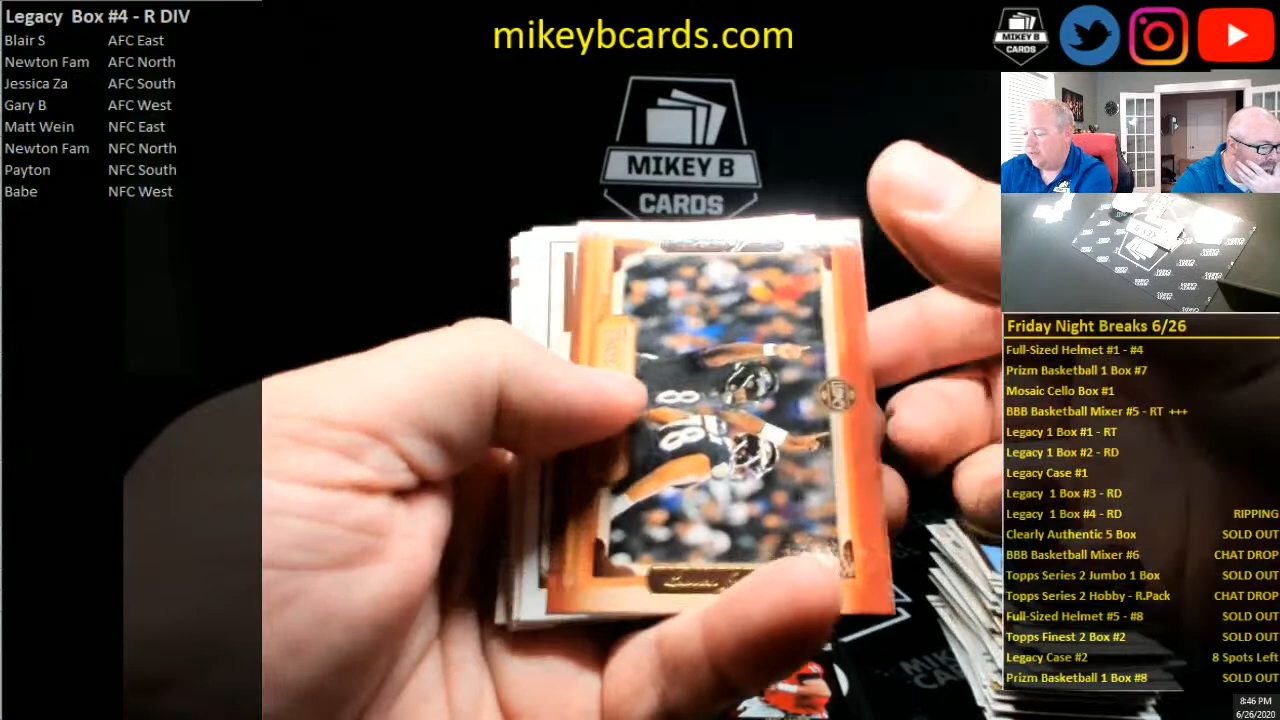 Legacy Box #4 - R DIV
Blair S AFC East
Newton Fam AFC North
Jessica Za AFC South
Gary B AFC West
Matt Wein NFC East
Newton Fam NFC North
Payton NFC South
Babe NFC West
mikeybcards.com
MIKEY B
CARDS
MIKEY B
CARDS
8
8
Friday Night Breaks 6/26
Full-Sized Helmet #1 - #4
Prizm Basketball 1 Box #7
Mosaic Cello Box #1
BBB Basketball Mixer #5 - RT +++
Legacy 1 Box #1 - RT
Legacy 1 Box #2 - RD
Legacy Case #1
Legacy 1 Box #3 - RD
Legacy 1 Box #4 - RD RIPPING
Clearly Authentic 5 Box SOLD OUT
BBB Basketball Mixer #6 CHAT DROP
Topps Series 2 Jumbo 1 Box SOLD OUT
Topps Series 2 Hobby - R.Pack CHAT DROP
Full-Sized Helmet #5 - #8 SOLD OUT
Topps Finest 2 Box #2 SOLD OUT
Legacy Case #2 8 Spots Left
Prizm Basketball 1 Box #8 SOLD OUT
8:46 PM
6/26/2020